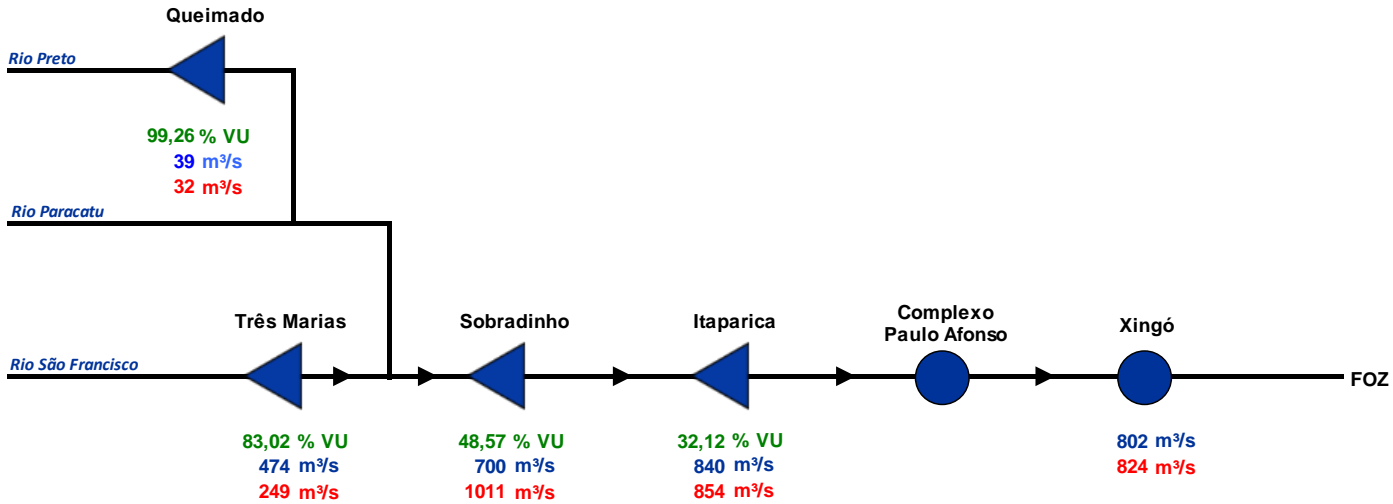 Queimado
Rio Preto
99,26 % VU
39 m³/s
32 m³/s
Rio Paracatu
Três Marias
Sobradinho
Itaparica
Complexo
Paulo Afonso
Xingó
Rio São Francisco
FOZ
83,02 % VU
474 m³/s
249 m³/s
48,57 % VU
700 m³/s
1011 m³/s
32,12 % VU
840 m³/s
854 m³/s
802 m³/s
824 m³/s